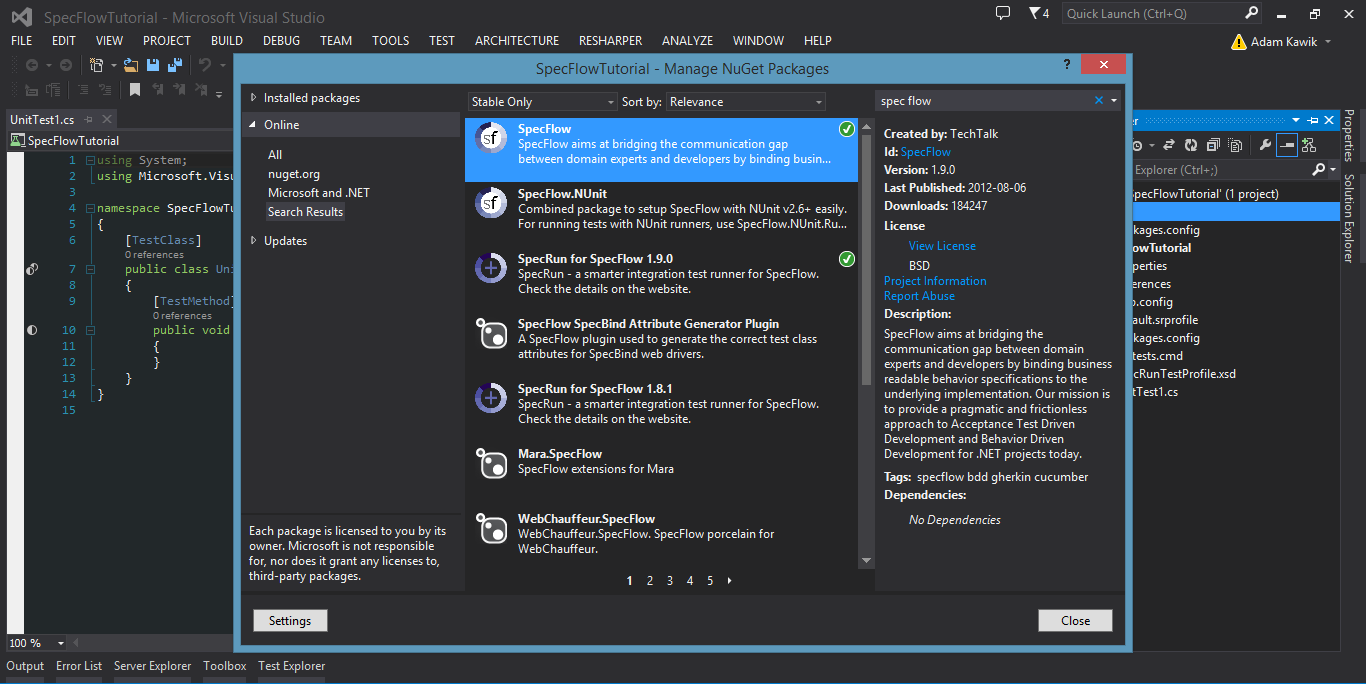 SpecFlowTutorial - Microsoft Visual Studio
4
Quick Launch (Ctrl+Q)
FILE EDIT VIEW PROJECT BUILD DEBUG TEAM TOOLS TEST ARCHITECTURE RESHARPER ANALYZE WINDOW HELP
Adam Kawik
SpecFlowTutorial - Manage NuGet Packages
?
UnitTest1.cs
SpecFlowTutorial
1 using System;
2 using Microsoft.Visu
3
4 namespace SpecFlowTu
5 {
6 [TestClass]
0 references
7 public class Uni
8 {
9 [TestMethod]
0 references
10 public void
11 {
12 }
13 }
14 }
15
100 %
Installed packages
Online
All
nuget.org
Microsoft and .NET
Search Results
Updates
Each package is licensed to you by its
owner. Microsoft is not responsible
for, nor does it grant any licenses to,
third-party packages.
Settings
Stable Only
Sort by: Relevance
sf
SpecFlow
SpecFlow aims at bridging the communication gap
between domain experts and developers by binding busin...
sf
SpecFlow.NUnit
Combined package to setup SpecFlow with NUnit v2.6+ easily.
For running tests with NUnit runners, use SpecFlow.NUnit.Ru...
SpecRun for SpecFlow 1.9.0
SpecRun - a smarter integration test runner for SpecFlow.
Check the details on the website.
SpecFlow SpecBind Attribute Generator Plugin
A SpecFlow plugin used to generate the correct test class
attributes for SpecBind web drivers.
SpecRun for SpecFlow 1.8.1
SpecRun - a smarter integration test runner for SpecFlow.
Check the details on the website.
Mara.SpecFlow
SpecFlow extensions for Mara
WebChauffeur.SpecFlow
WebChauffeur.SpecFlow. SpecFlow porcelain for
WebChauffeur.
1 2 3 4 5
spec flow
Created by: TechTalk
Id: SpecFlow
Version: 1.9.0
Last Published: 2012-08-06
Downloads: 184247
License
View License
BSD
Project Information
Report Abuse
Description:
SpecFlow aims at bridging the
communication gap between domain
experts and developers by binding business
readable behavior specifications to the
underlying implementation. Our mission is
to provide a pragmatic and frictionless
approach to Acceptance Test Driven
Development and Behavior Driven
Development for .NET projects today.
Tags: specflow bdd gherkin cucumber
Dependencies:
No Dependencies
Close
er
Explorer (Ctrl+;)
SpecFlowTutorial' (1 project)
kages.config
owTutorial
perties
erences
p.config
ault.srprofile
kages.config
tests.cmd
cRunTestProfile.xsd
tTest1.cs
Properties
Solution Explorer
Output Error List Server Explorer Toolbox Test Explorer